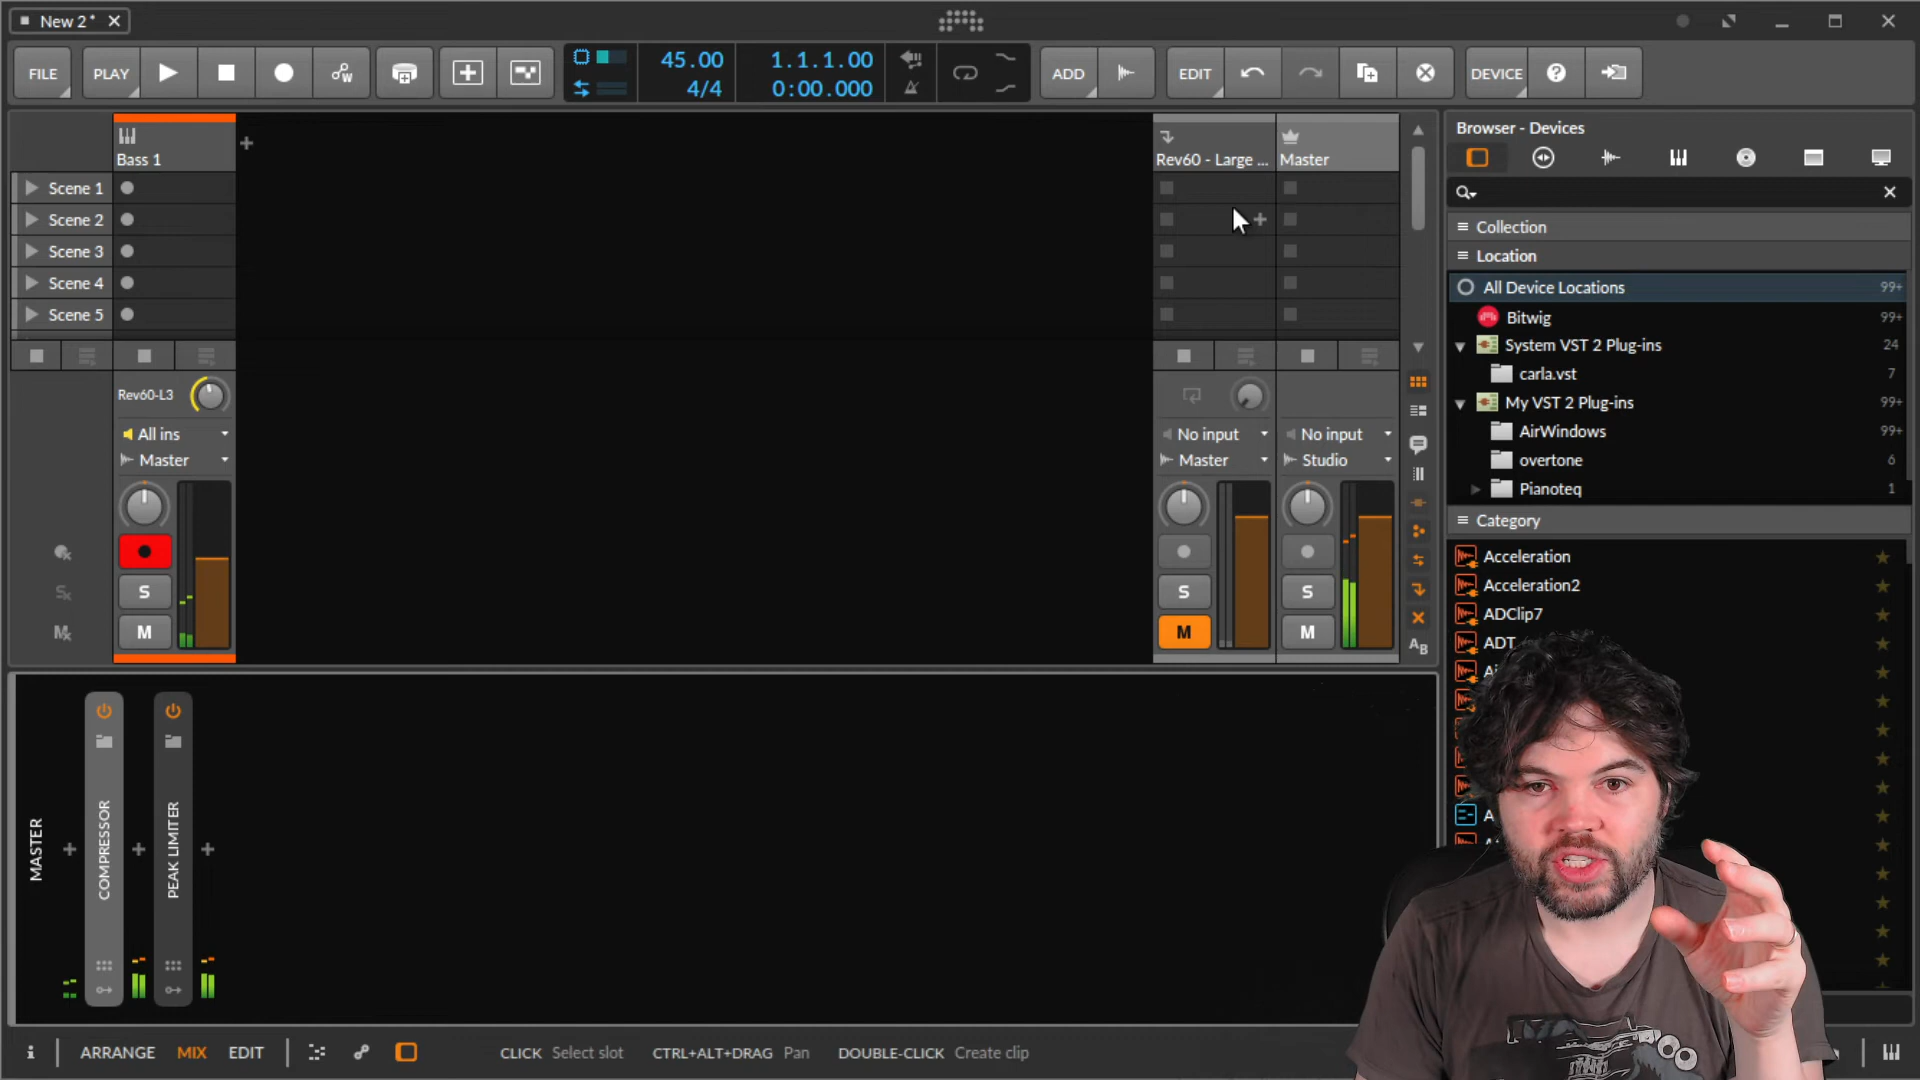 New 2*
FILE
PLAY
45.00
4/4
1.1.1.00
0:00.000
ADD
EDIT
DEVICE
Bass 1
Rev60 - Large ...
Master
Scene 1
Scene 2
Scene 3
Scene 4
Scene 5
Rev60-L3
All ins
Master
No input
Master
No input
Studio
S
M
S
M
S
M
Browser - Devices
Collection
Location
All Device Locations 99+
Bitwig 99+
System VST 2 Plug-ins 24
carla.vst 7
My VST 2 Plug-ins 99+
AirWindows 99+
overtone 6
Pianoteq 1
Category
Acceleration
Acceleration2
ADClip7
ADT
MASTER
COMPRESSOR
PEAK LIMITER
ARRANGE MIX EDIT
CLICK Select slot CTRL+ALT+DRAG Pan DOUBLE-CLICK Create clip